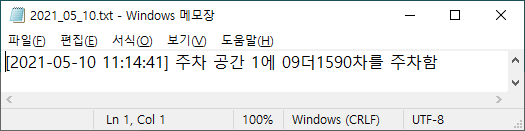 2021_05_10.txt - Windows 메모장
파일(F) 편집(E) 서식(O) 보기(V) 도움말(H)
[2021-05-10 11:14:41] 주차 공간 1에 09더1590차를 주차함
Ln 1, Col 1 100% Windows (CRLF) UTF-8